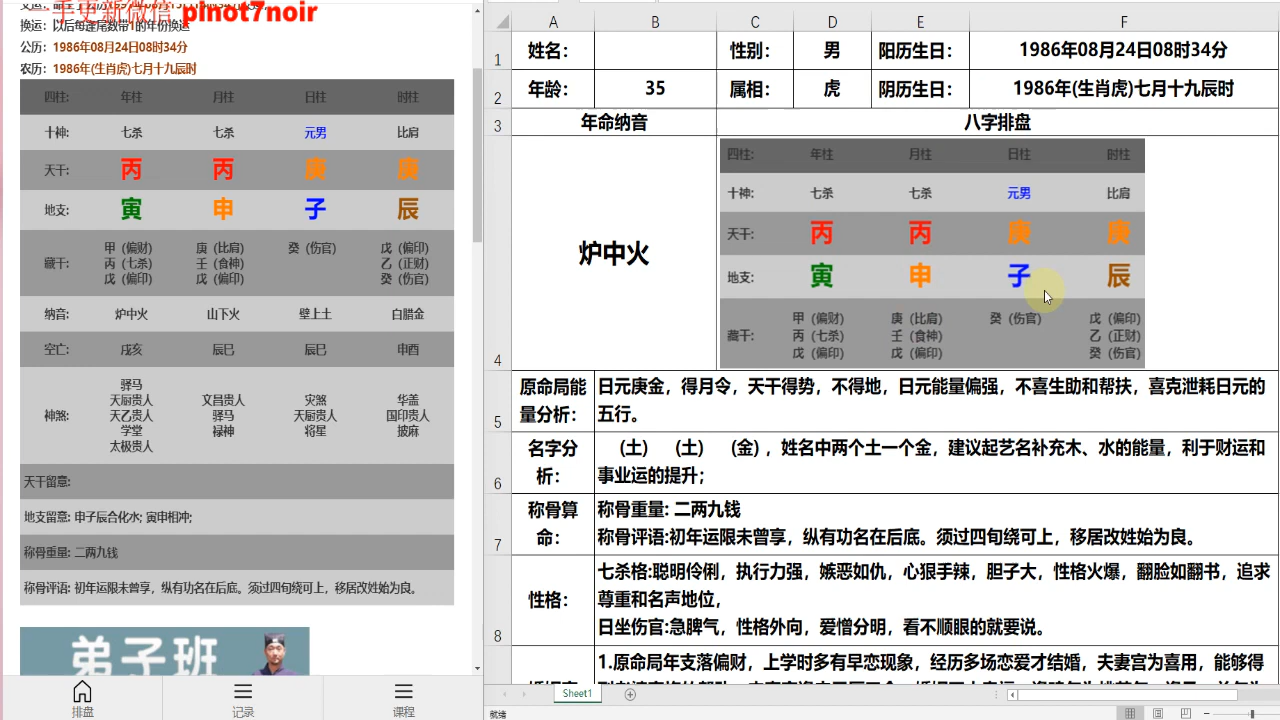 一手更新微信 plnot7noir
换运: 以后每逢尾数带1的年份换运
公历: 1986年08月24日08时34分
农历: 1986年(生肖虎)七月十九辰时
四柱: 年柱 月柱 日柱 时柱
十神: 七杀 七杀 元男 比肩
天干: 丙 丙 庚 庚
地支: 寅 申 子 辰
藏干: 甲 (偏财) 庚 (比肩) 癸 (伤官) 戊 (偏印)
丙 (七杀) 壬 (食神) 乙 (正财)
戊 (偏印) 戊 (偏印) 癸 (伤官)
纳音: 炉中火 山下火 壁上土 白腊金
空亡: 戌亥 辰巳 辰巳 申酉
神煞: 驿马 天厨贵人 天乙贵人 学堂 太极贵人
文昌贵人 驿马 禄神
灾煞 天厨贵人 将星
华盖 国印贵人 披麻
天干留意:
地支留意: 申子辰合化水; 寅申相冲;
称骨重量: 二两九钱
称骨评语: 初年运限未曾享，纵有功名在后底。须过四旬绕可上，移居改姓始为良。
弟子班
排盘 记录 课程
A B C D E F
1 姓名: 性别: 男 阳历生日: 1986年08月24日08时34分
2 年龄: 35 属相: 虎 阴历生日: 1986年(生肖虎)七月十九辰时
3 年命纳音 八字排盘
4 炉中火
四柱: 年柱 月柱 日柱 时柱
十神: 七杀 七杀 元男 比肩
天干: 丙 丙 庚 庚
地支: 寅 申 子 辰
藏干: 甲 (偏财) 庚 (比肩) 癸 (伤官) 戊 (偏印)
丙 (七杀) 壬 (食神) 乙 (正财)
戊 (偏印) 戊 (偏印) 癸 (伤官)
5 原命局能量分析: 日元庚金，得月令，天干得势，不得地，日元能量偏强，不喜生助和帮扶，喜克泄耗日元的
五行。
6 名字分析: (土) (土) (金) ，姓名中两个土一个金，建议起艺名补充木、水的能量，利于财运和
事业运的提升;
7 称骨算命: 称骨重量: 二两九钱
称骨评语:初年运限未曾享，纵有功名在后底。须过四旬绕可上，移居改姓始为良。
8 性格: 七杀格:聪明伶俐，执行力强，嫉恶如仇，心狠手辣，胆子大，性格火爆，翻脸如翻书，追求
尊重和名声地位，
日坐伤官:急脾气，性格外向，爱憎分明，看不顺眼的就要说。
1.原命局年支落偏财，上学时多有早恋现象，经历多场恋爱才结婚，夫妻宫为喜用，能够得
Sheet1
就绪